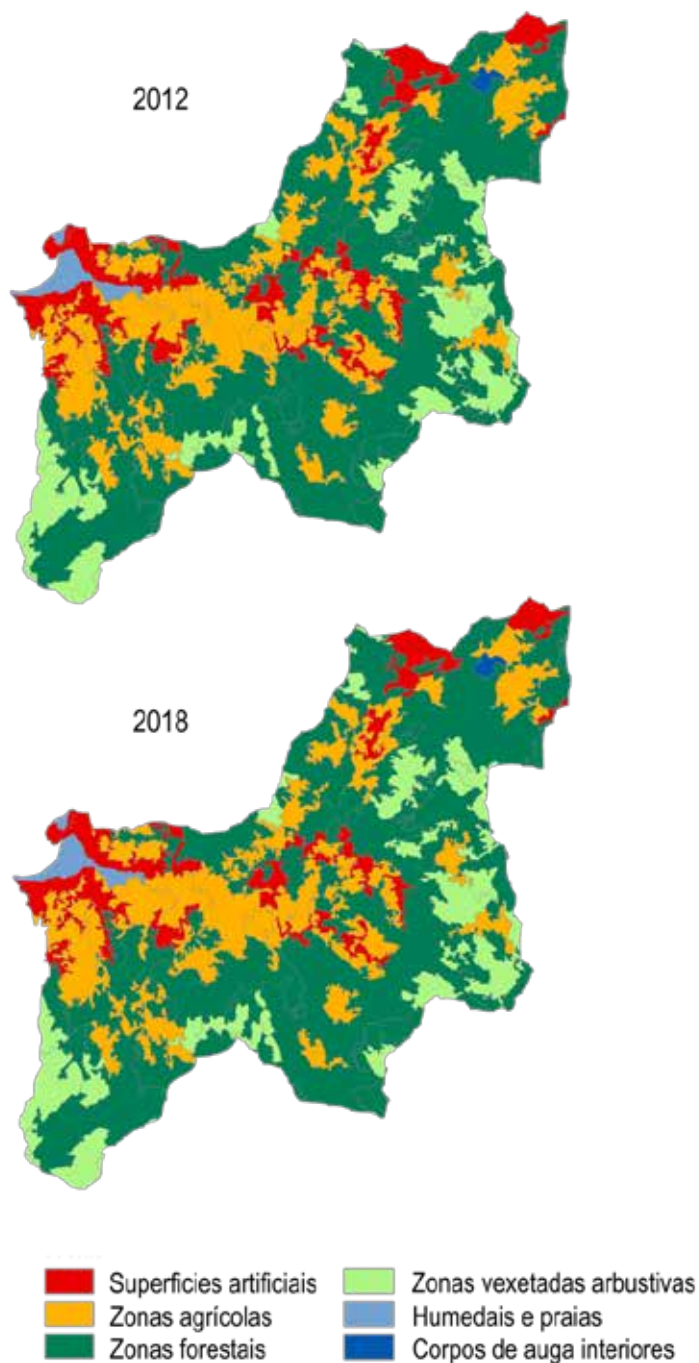 2012
2018
Superficies artificiais
Zonas agrícolas
Zonas forestais
Zonas vexetadas arbustivas
Humedais e praias
Corpos de auga interiores